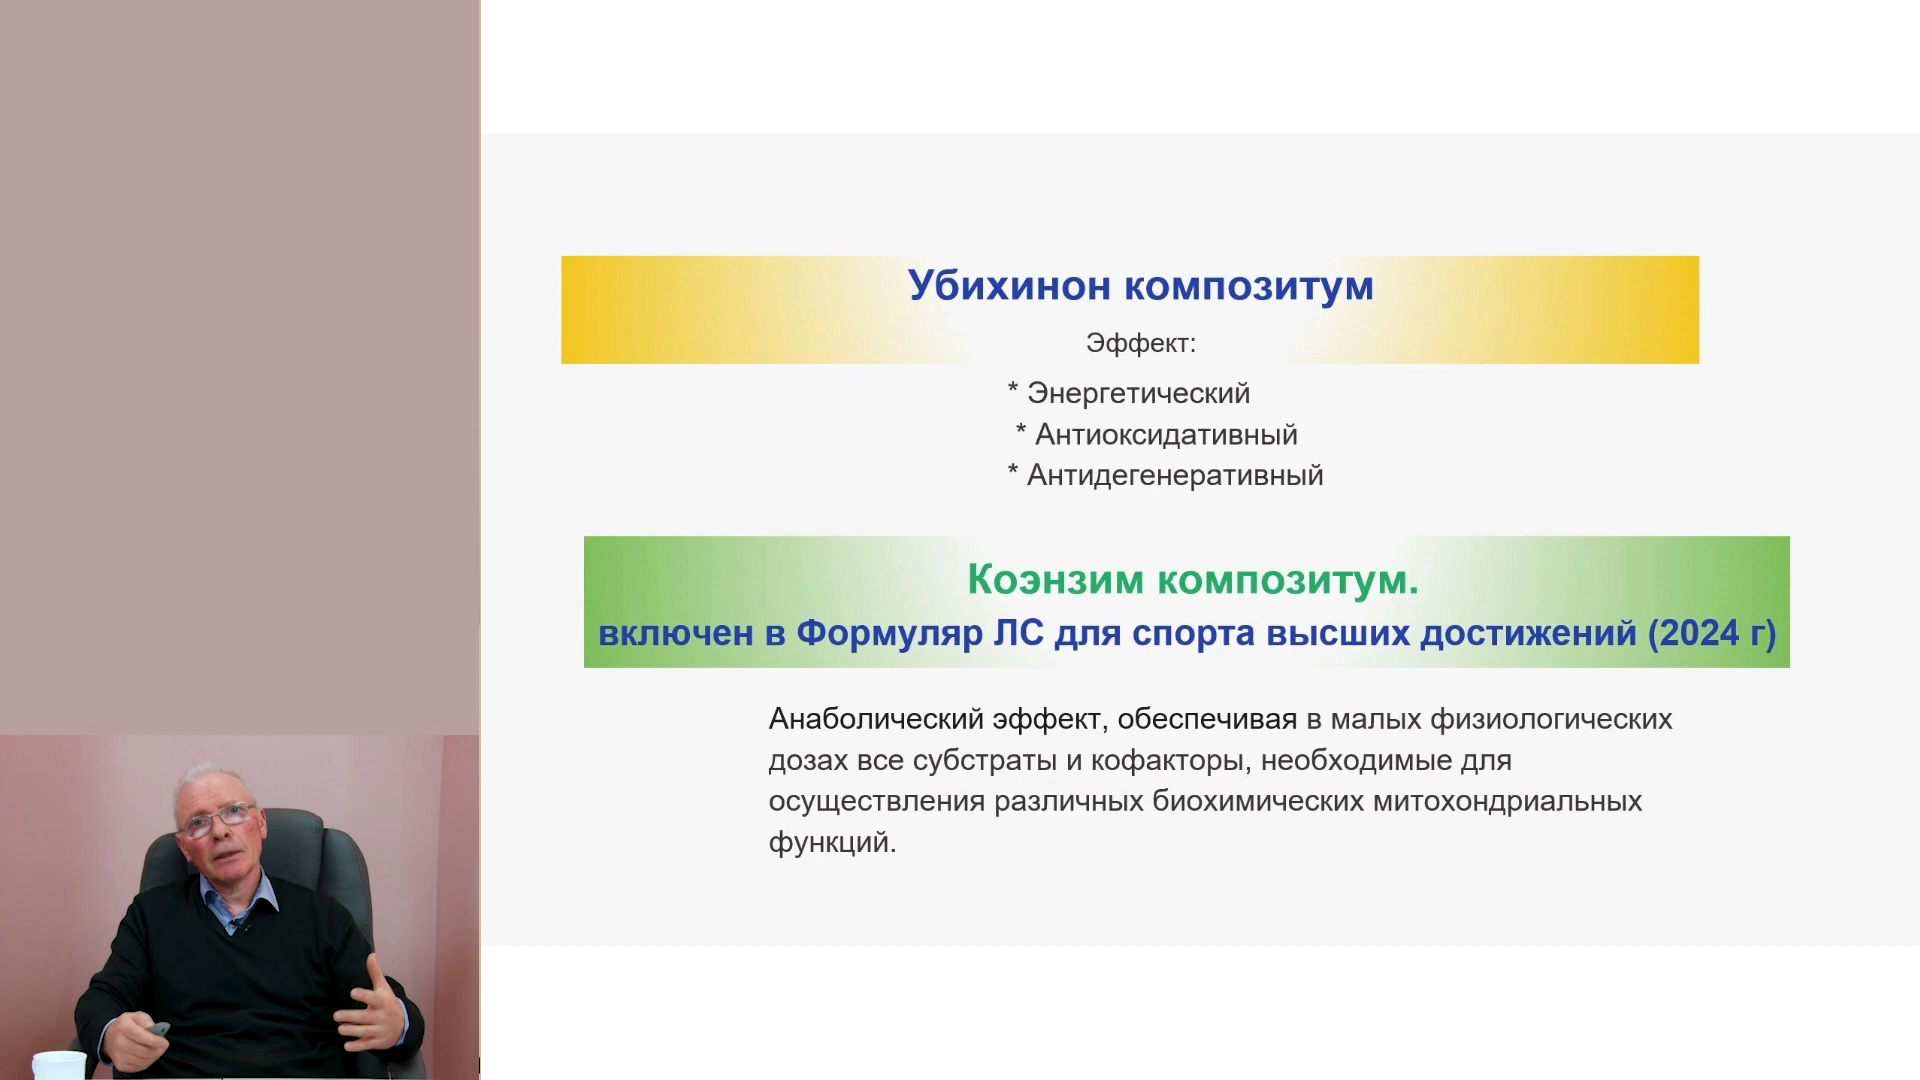 Убихинон композитум
Эффект:
* Энергетический
* Антиоксидативный
* Антидегенеративный
Коэнзим композитум.
включен в Формуляр ЛС для спорта высших достижений (2024 г)
Анаболический эффект, обеспечивая в малых физиологических
дозах все субстраты и кофакторы, необходимые для
осуществления различных биохимических митохондриальных
функций.